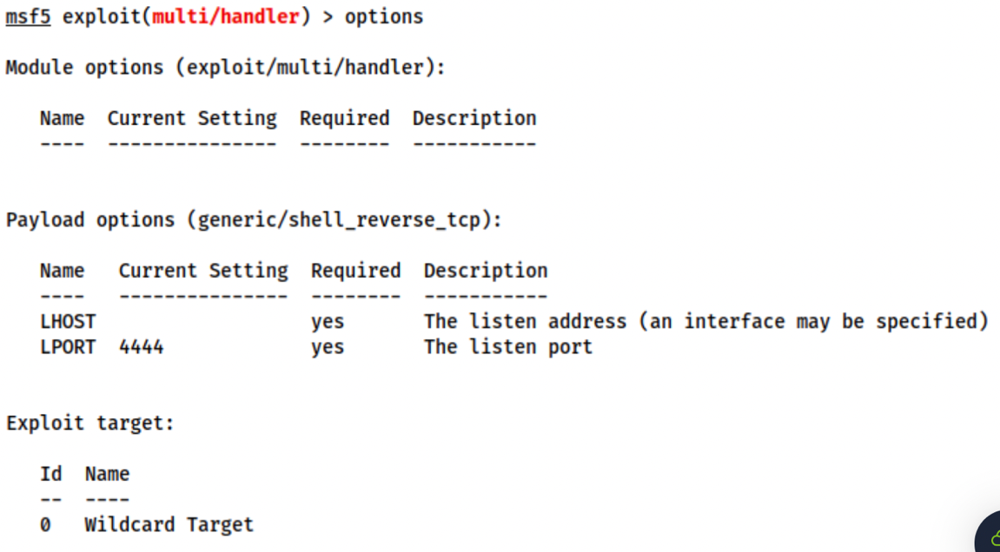 msf5 exploit(multi/handler) > options
Module options (exploit/multi/handler):
Name  Current Setting  Required  Description
----  ---------------  --------  -----------
Payload options (generic/shell_reverse_tcp):
Name   Current Setting  Required  Description
----   ---------------  --------  -----------
LHOST                   yes       The listen address (an interface may be specified)
LPORT  4444             yes       The listen port
Exploit target:
Id  Name
--  ----
0   Wildcard Target